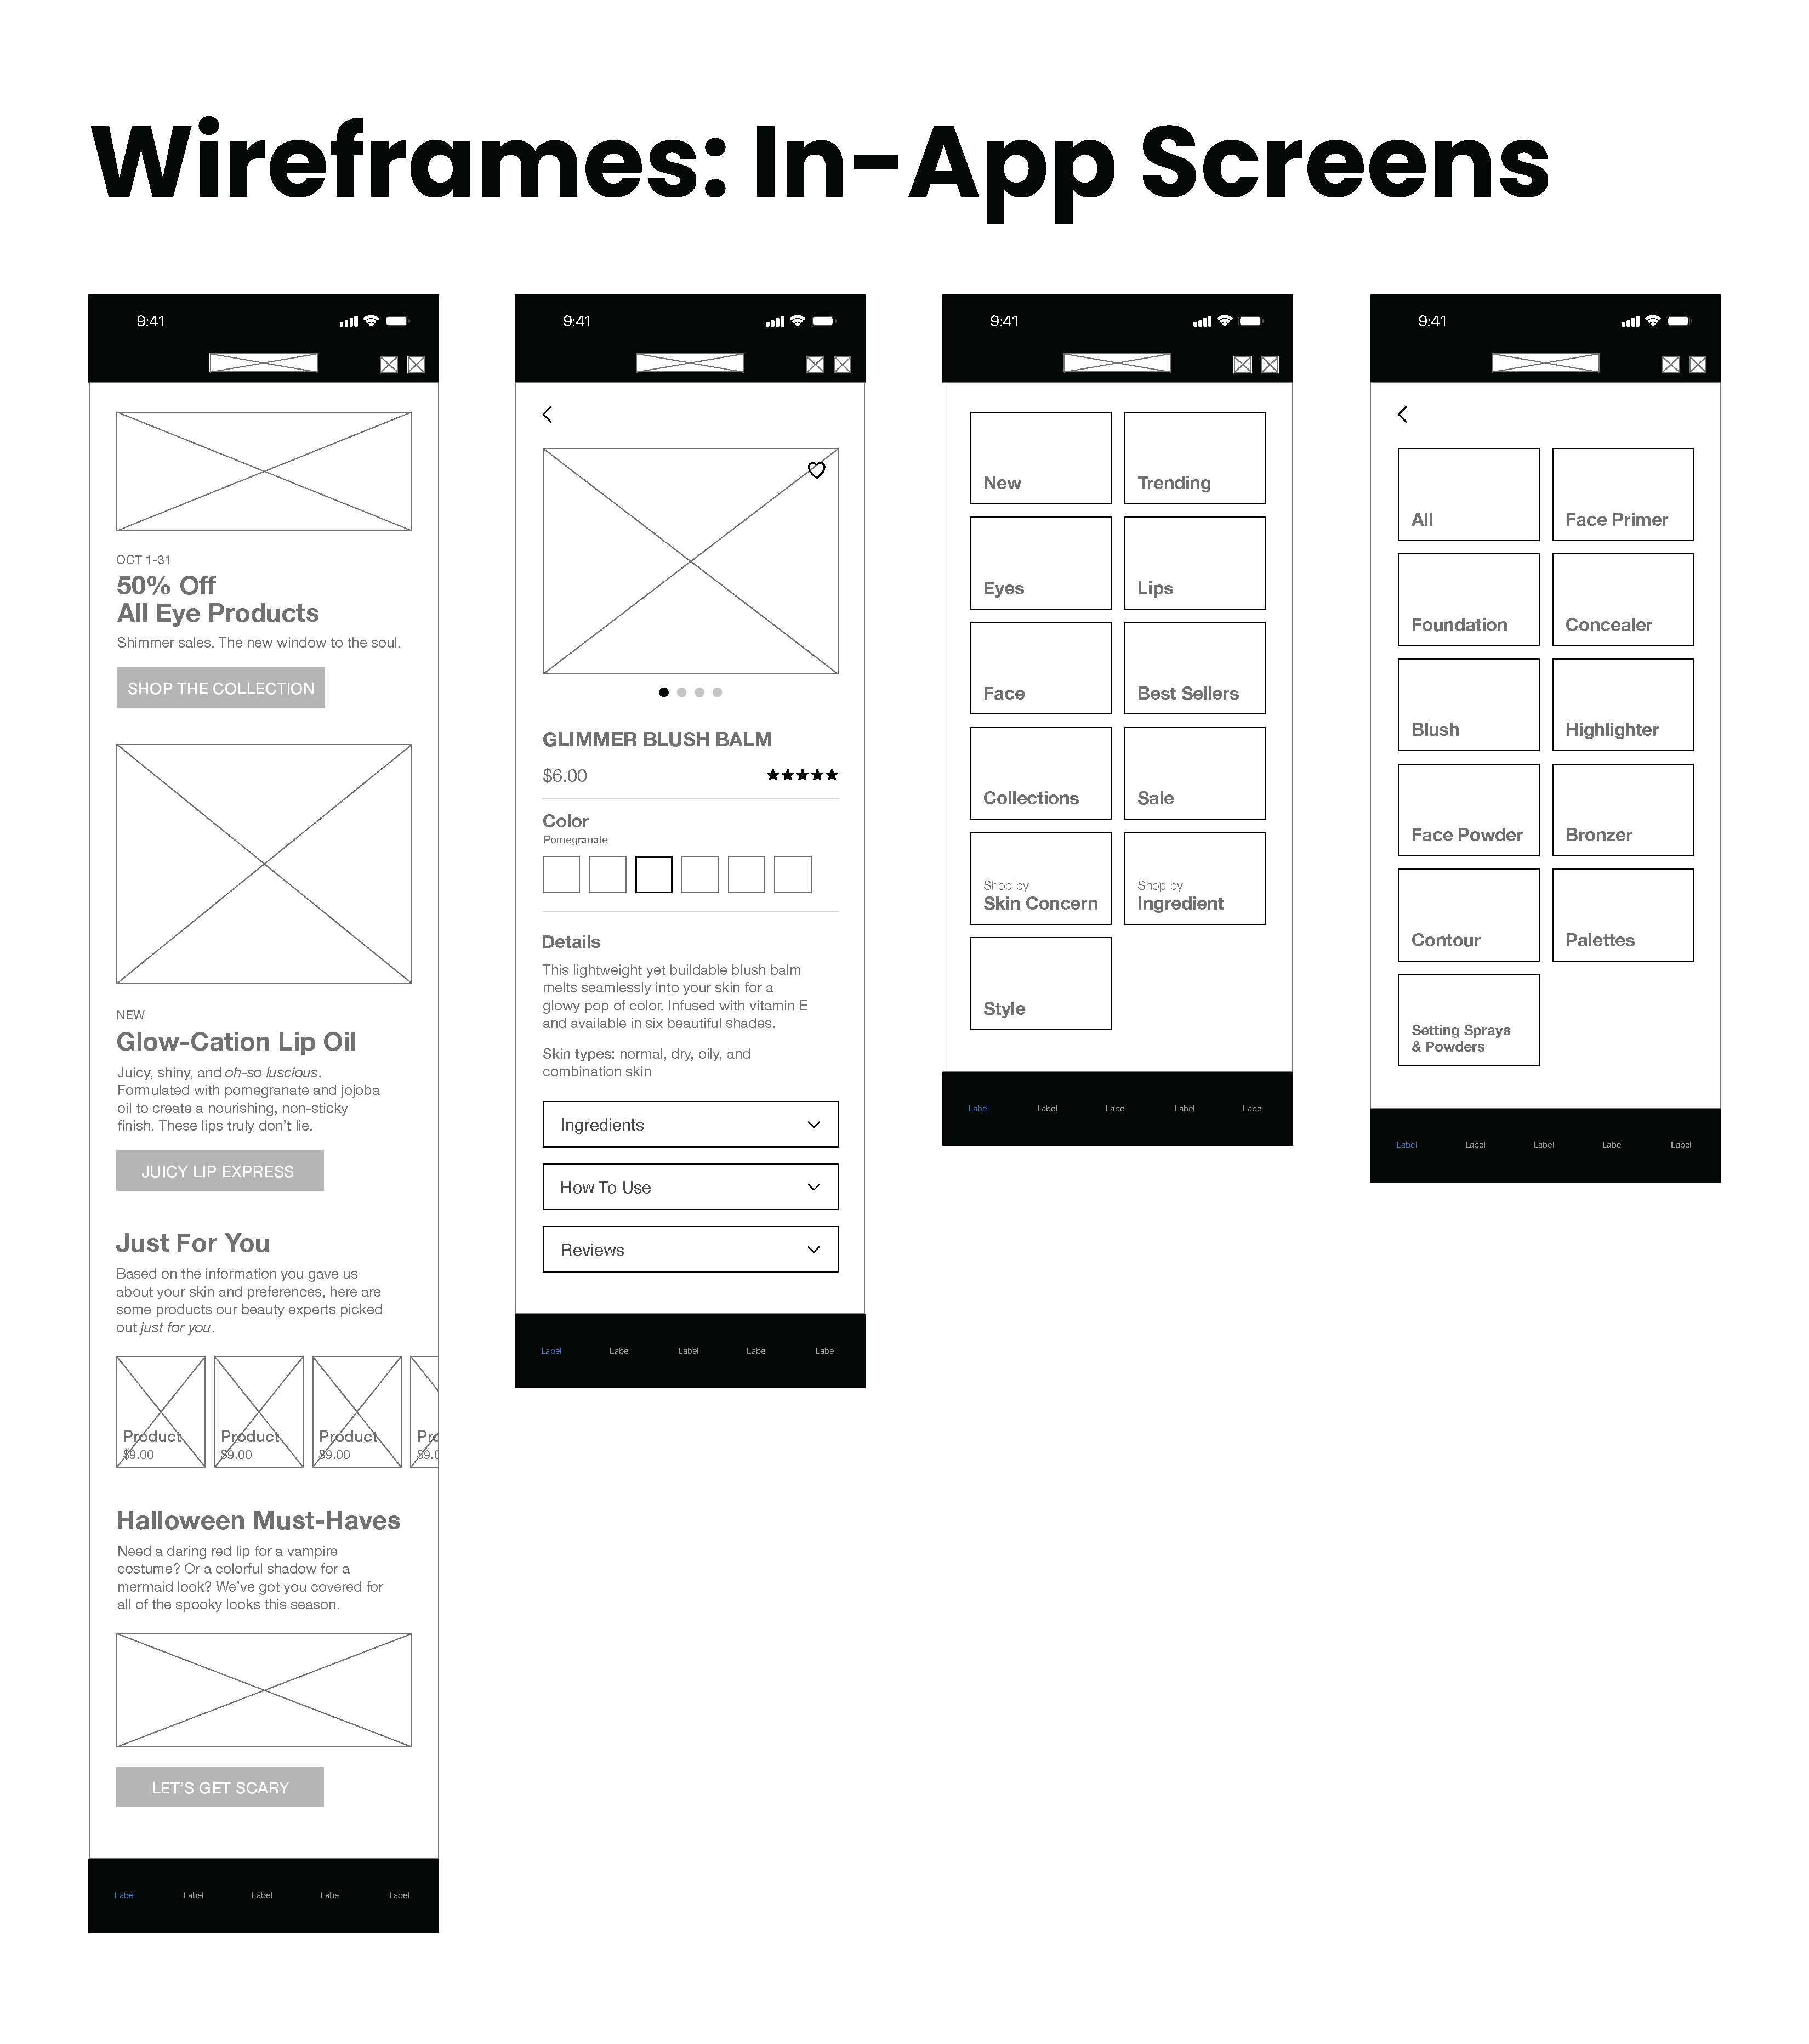 Wireframes: In-App Screens
9:41
OCT 1-31
50% Off
All Eye Products
Shimmer sales. The new window to the soul.
SHOP THE COLLECTION
NEW
Glow-Cation Lip Oil
Juicy, shiny, and oh-so luscious.
Formulated with pomegranate and jojoba
oil to create a nourishing, non-sticky
finish. These lips truly don't lie.
JUICY LIP EXPRESS
Just For You
Based on the information you gave us
about your skin and preferences, here are
some products our beauty experts picked
out just for you.
Product Product Product Pro
$9.00 $9.00 $9.00 $9.0
Halloween Must-Haves
Need a daring red lip for a vampire
costume? Or a colorful shadow for a
mermaid look? We've got you covered for
all of the spooky looks this season.
LET'S GET SCARY
Label Label Label Label Label
9:41
GLIMMER BLUSH BALM
$6.00
Color
Pomegranate
Details
This lightweight yet buildable blush balm
melts seamlessly into your skin for a
glowy pop of color. Infused with vitamin E
and available in six beautiful shades.
Skin types: normal, dry, oily, and
combination skin
Ingredients
How To Use
Reviews
Label Label Label Label Label
9:41
New Trending
Eyes Lips
Face Best Sellers
Collections Sale
Shop by Shop by
Skin Concern Ingredient
Style
Label Label Label Label Label
9:41
All Face Primer
Foundation Concealer
Blush Highlighter
Face Powder Bronzer
Contour Palettes
Setting Sprays
& Powders
Label Label Label Label Label